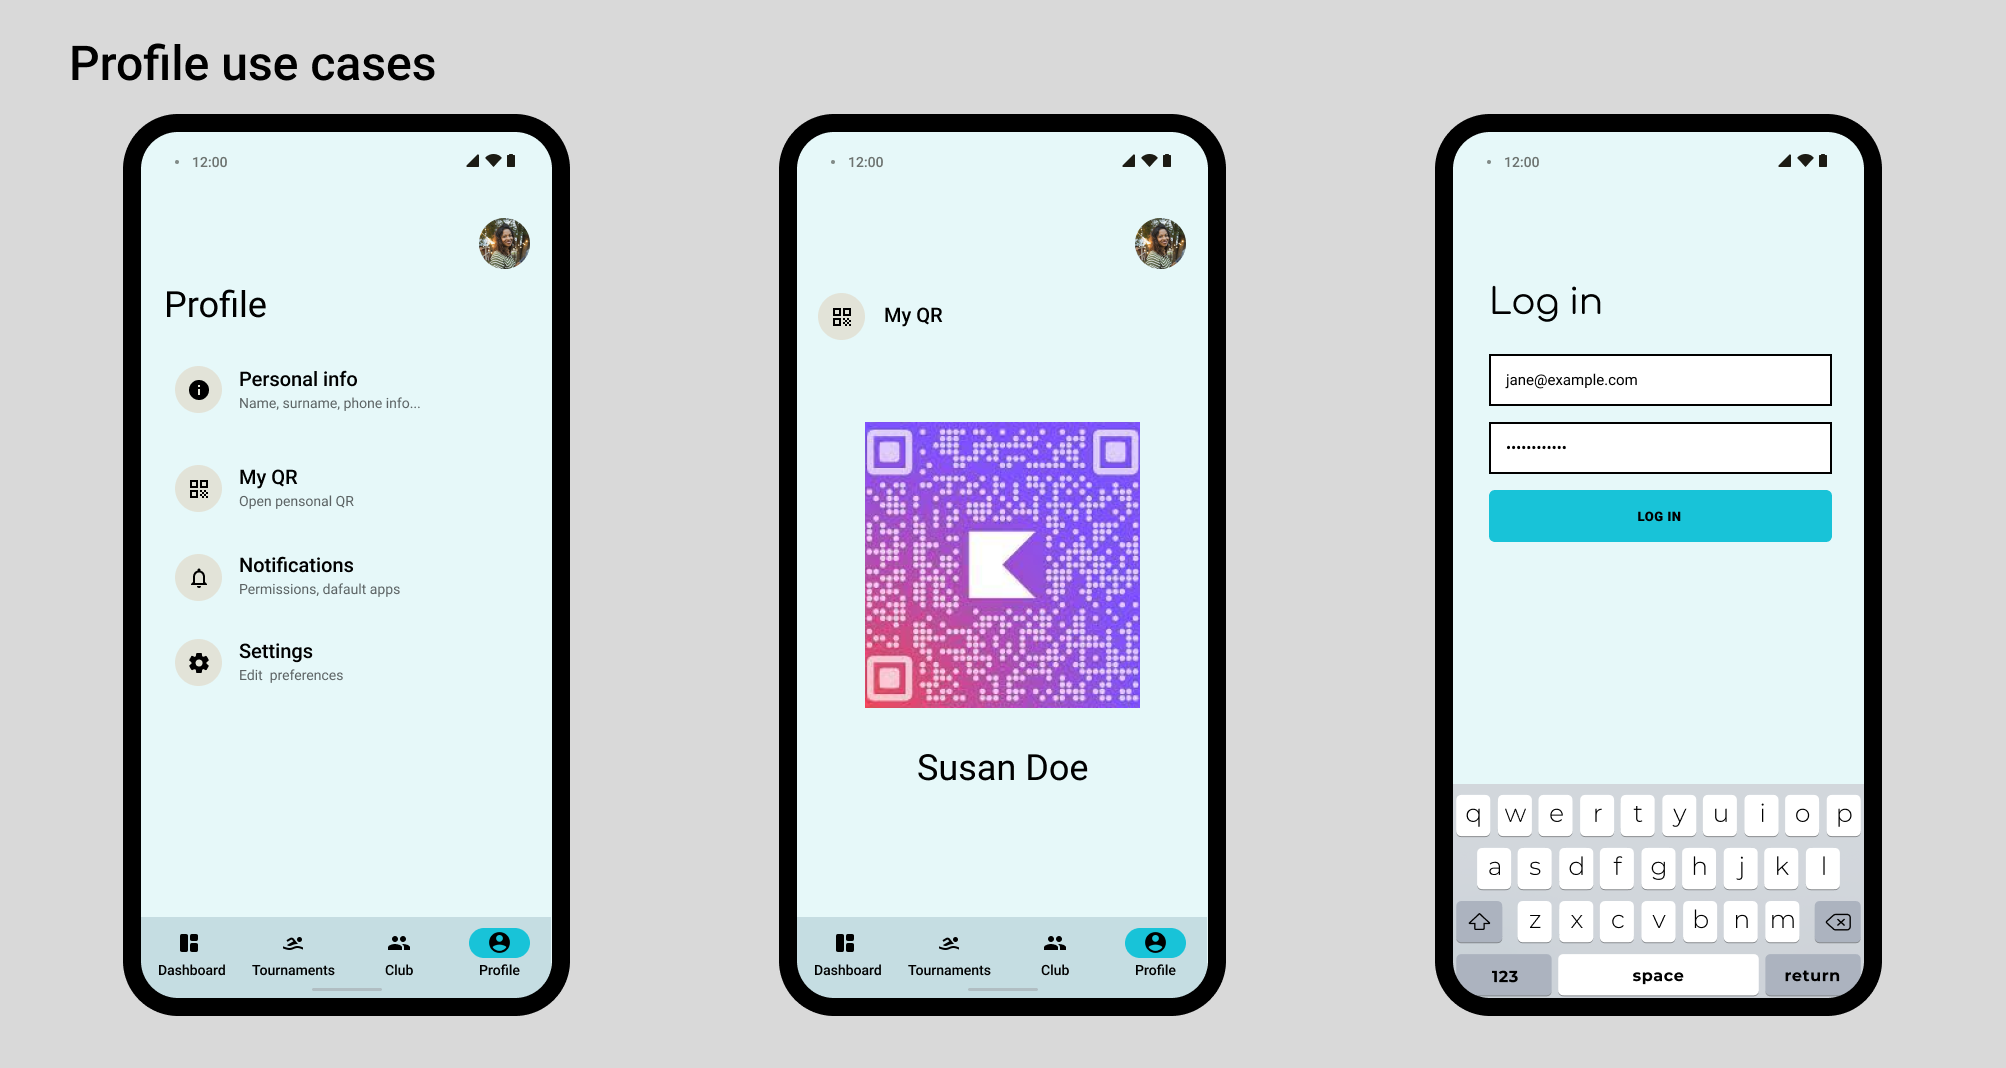 Profile use cases
12:00
Profile
Personal info
Name, surname, phone info...
My QR
Open personal QR
Notifications
Permissions, dafault apps
Settings
Edit  preferences
Dashboard
Tournaments
Club
Profile
12:00
My QR
Susan Doe
Dashboard
Tournaments
Club
Profile
12:00
Log in
jane@example.com
••••••••••••
LOG IN
q w e r t y u i o p
a s d f g h j k l
z x c v b n m
123 space return